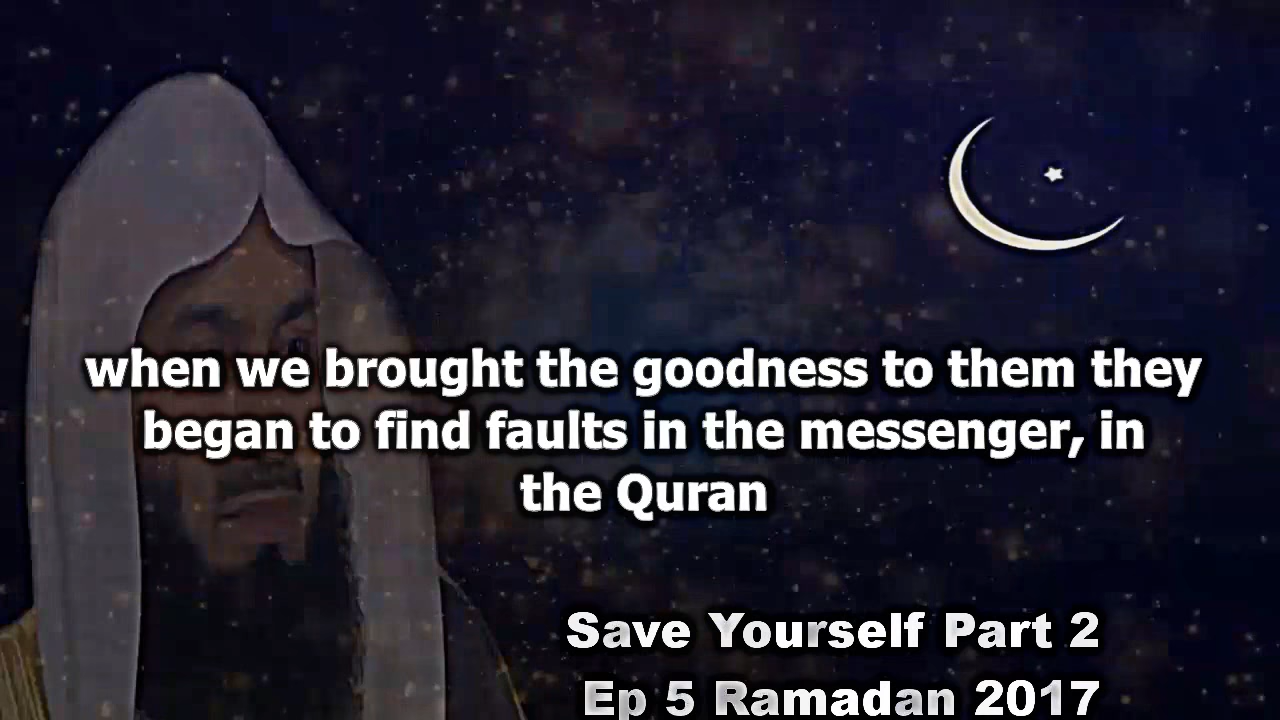 when we brought the goodness to them they
began to find faults in the messenger, in
the Quran
Save Yourself Part 2
Ep 5 Ramadan 2017